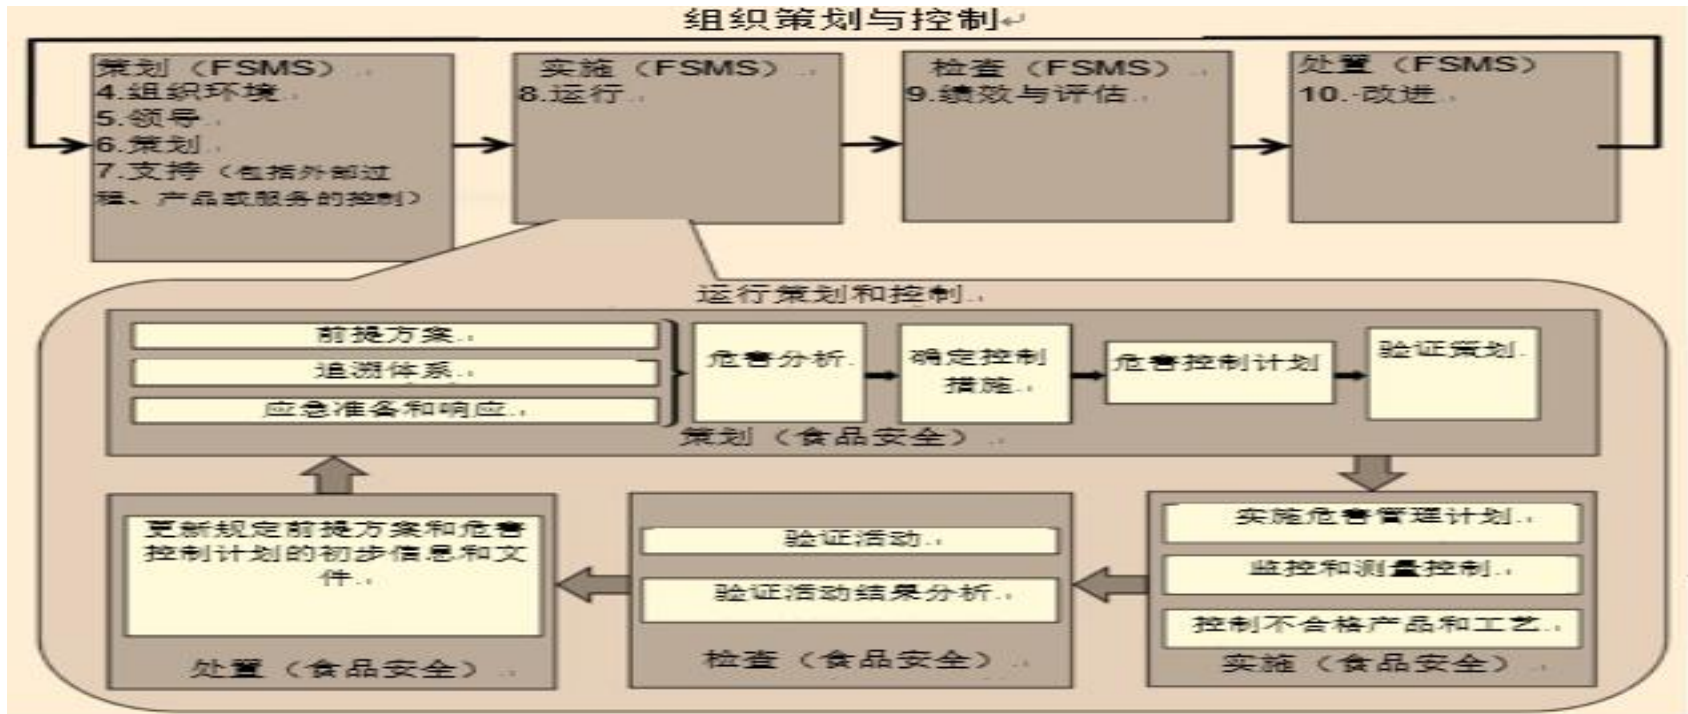 组织策划与控制
策划（FSMS）
4.组织环境
5.领导
6.策划
7.支持（包括外部过
程、产品或服务的控制）
实施（FSMS）
8.运行
检查（FSMS）
9.绩效与评估
处置（FSMS）
10.·改进
运行策划和控制
前提方案
追溯体系
应急准备和响应
危害分析
确定控制
措施
危害控制计划
验证策划
策划（食品安全）
更新规定前提方案和危害
控制计划的初步信息和文
件
处置（食品安全）
验证活动
验证活动结果分析
检查（食品安全）
实施危害管理计划
监控和测量控制
控制不合格产品和工艺
实施（食品安全）